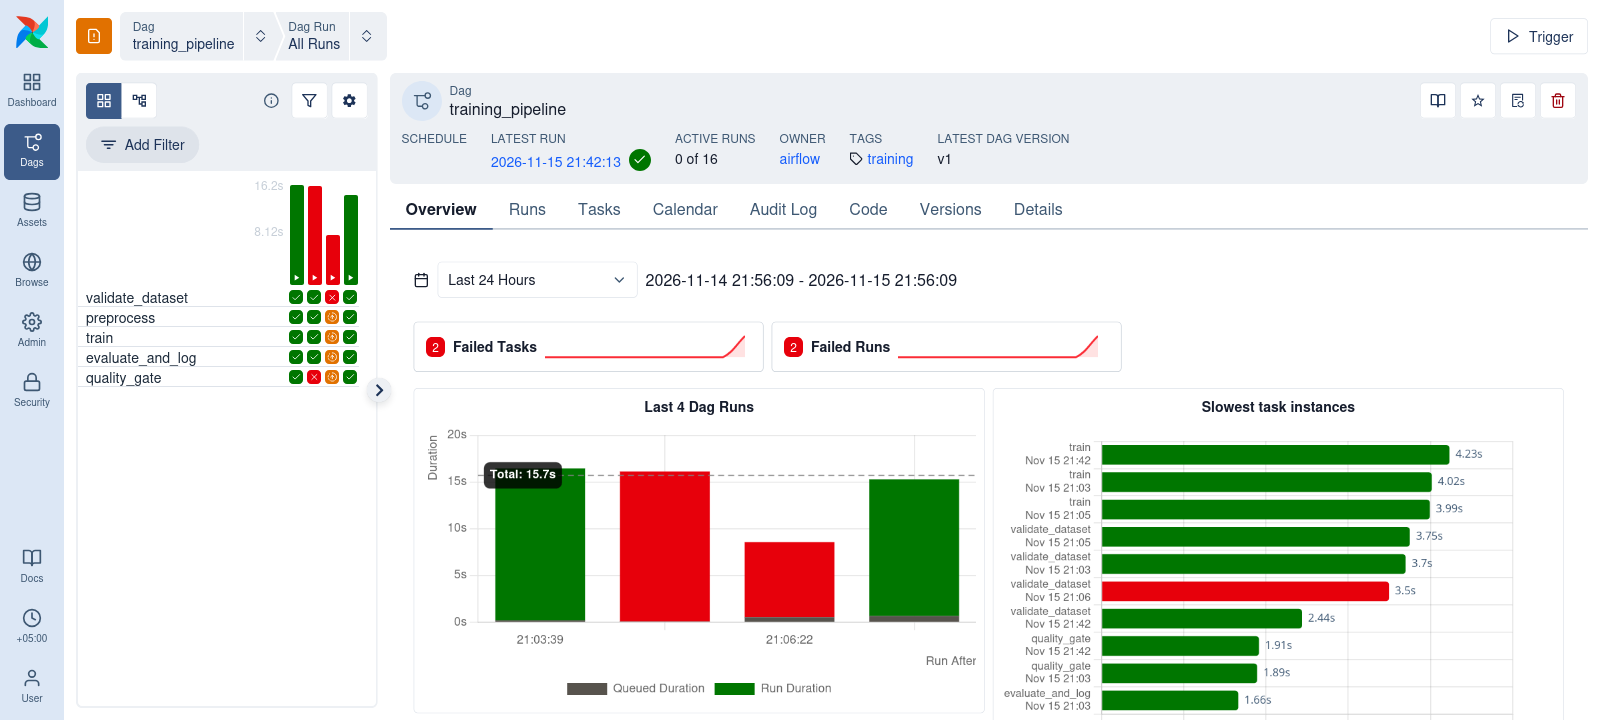 Dag
training_pipeline
Dag Run
All Runs
Trigger
Dashboard
Dags
Assets
Browse
Admin
Security
Docs
+05:00
User
Add Filter
16.2s
8.12s
validate_dataset
preprocess
train
evaluate_and_log
quality_gate
Dag
training_pipeline
SCHEDULE
LATEST RUN
2026-11-15 21:42:13
ACTIVE RUNS
0 of 16
OWNER
airflow
TAGS
training
LATEST DAG VERSION
v1
Overview
Runs
Tasks
Calendar
Audit Log
Code
Versions
Details
Last 24 Hours
2026-11-14 21:56:09 - 2026-11-15 21:56:09
2 Failed Tasks
2 Failed Runs
Last 4 Dag Runs
Duration
20s
15s
10s
5s
0s
Total: 15.7s
21:03:39
21:06:22
Run After
Queued Duration
Run Duration
Slowest task instances
train
Nov 15 21:42
4.23s
train
Nov 15 21:03
4.02s
train
Nov 15 21:05
3.99s
validate_dataset
Nov 15 21:05
3.75s
validate_dataset
Nov 15 21:03
3.7s
validate_dataset
Nov 15 21:06
3.5s
validate_dataset
Nov 15 21:42
2.44s
quality_gate
Nov 15 21:42
1.91s
quality_gate
Nov 15 21:03
1.89s
evaluate_and_log
Nov 15 21:03
1.66s